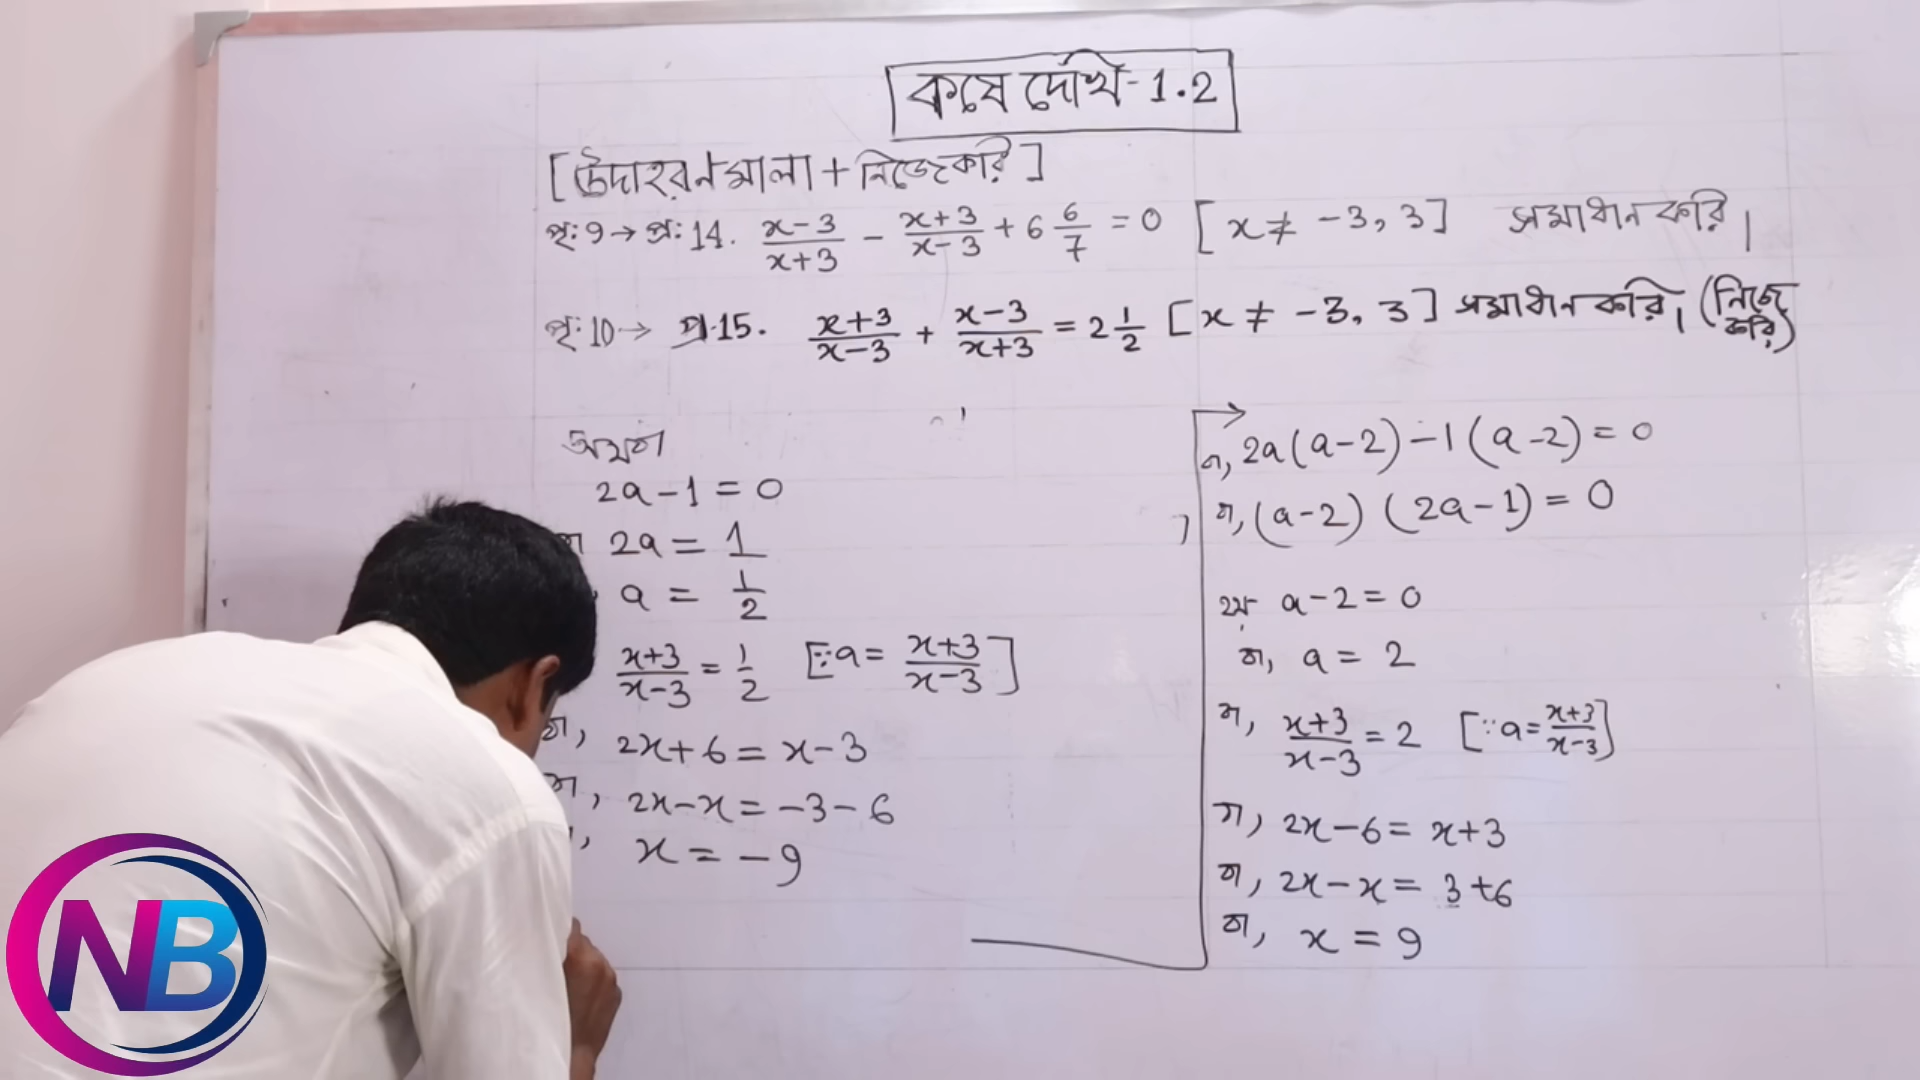 কষে দেখি - 1.2
[উদাহরনমালা + নিজেকরি]
পৃ: 9 → প্র: 14. x-3/x+3 - x+3/x-3 + 6 6/7 = 0 [x ≠ -3, 3] সমাধান করি।
পৃ: 10 → প্র.15. x+3/x-3 + x-3/x+3 = 2 1/2 [x ≠ -3, 3] সমাধান করি। (নিজে করি)
অথবা
2a - 1 = 0
বা 2a = 1
a = 1/2
x+3/x-3 = 1/2 [∵ a = x+3/x-3]
বা, 2x+6 = x-3
বা, 2x-x = -3-6
x = -9
বা, 2a(a-2) -1(a-2) = 0
বা, (a-2) (2a-1) = 0
হয় a-2 = 0
বা, a = 2
বা, x+3/x-3 = 2 [∵ a = x+3/x-3]
বা, 2x-6 = x+3
বা, 2x-x = 3+6
বা, x = 9
NB